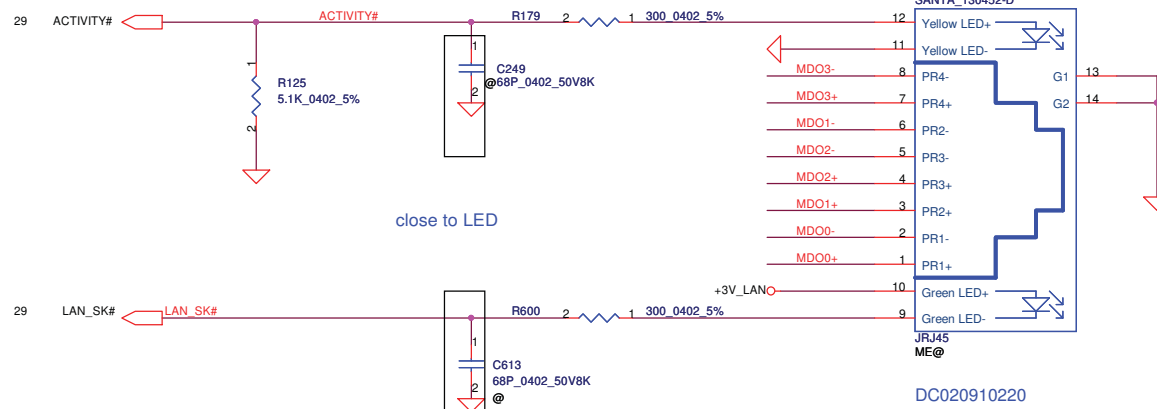 SANTA_130452-D
29 ACTIVITY# ACTIVITY# R179 2 1 300_0402_5% 12 Yellow LED+
11 Yellow LED-
1 C249
@68P_0402_50V8K
2
1 R125
5.1K_0402_5%
2
MDO3- 8 PR4- G1 13
MDO3+ 7 PR4+ G2 14
MDO1- 6 PR2-
MDO2- 5 PR3-
MDO2+ 4 PR3+
MDO1+ 3 PR2+
MDO0- 2 PR1-
MDO0+ 1 PR1+
close to LED
+3V_LAN 10 Green LED+
29 LAN_SK# LAN_SK# R600 2 1 300_0402_5% 9 Green LED-
JRJ45
ME@
1 C613
68P_0402_50V8K
2 @
DC020910220